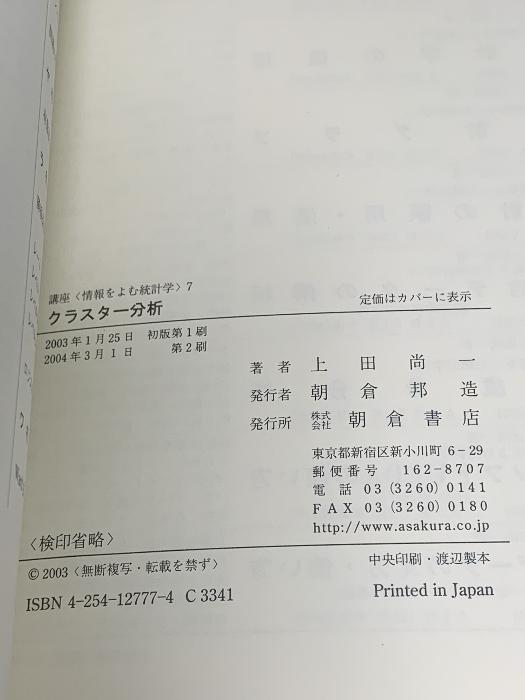 講座〈情報をよむ統計学〉7
クラスター分析
定価はカバーに表示
2003年1月25日 初版第1刷
2004年3月1日 第2刷
著者 上田尚一
発行者 朝倉邦造
発行所 株式会社 朝倉書店
東京都新宿区新小川町 6-29
郵便番号 162-8707
電話 03 (3260) 0141
FAX 03 (3260) 0180
http://www.asakura.co.jp
〈検印省略〉
© 2003〈無断複写・転載を禁ず〉
中央印刷・渡辺製本
ISBN 4-254-12777-4 C 3341
Printed in Japan